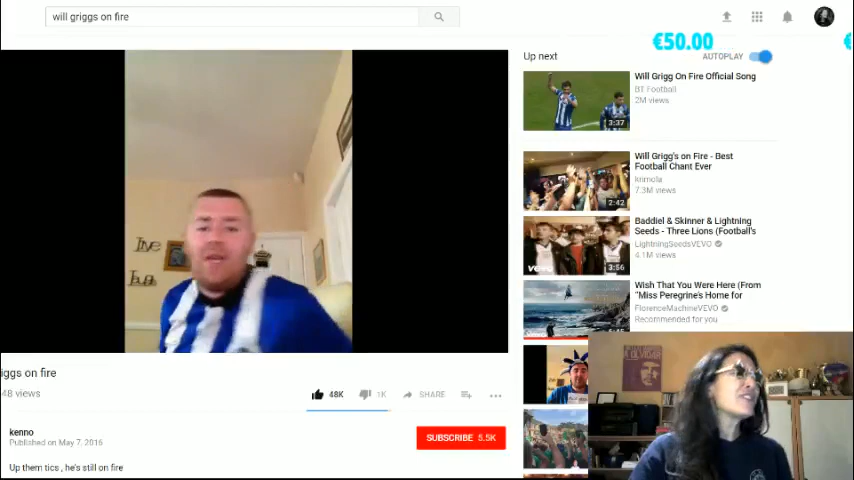 will griggs on fire
€50.00
€
Up next
AUTOPLAY
Will Grigg On Fire Official Song
BT Football
2M views
3:37
Will Grigg's on Fire - Best
Football Chant Ever
krimola
7.3M views
2:42
Baddiel & Skinner & Lightning
Seeds - Three Lions (Football's
LightningSeedsVEVO
4.1M views
vevo
3:56
Wish That You Were Here (From
"Miss Peregrine's Home for
FlorenceMachineVEVO
Recommended for you
live
iggs on fire
48 views
48K
1K
SHARE
kenno
Published on May 7, 2016
SUBSCRIBE 5.5K
Up them tics , he's still on fire
OLVIDAR